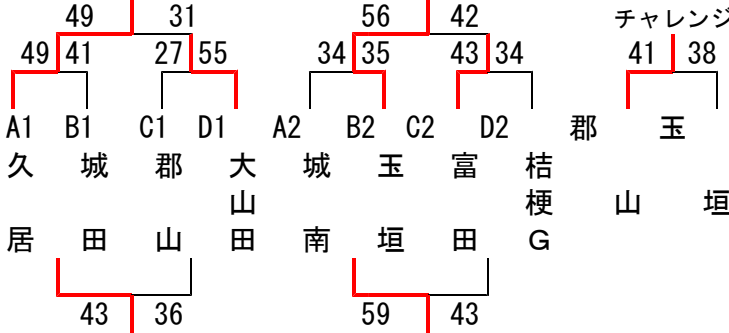 49 31 56 42 チャレンジ
49 41 27 55 34 35 43 34 41 38
A1 B1 C1 D1 A2 B2 C2 D2
久居 城田 郡山 大山田 城南 玉垣 富田 桔梗G 郡山 玉垣
43 36 59 43